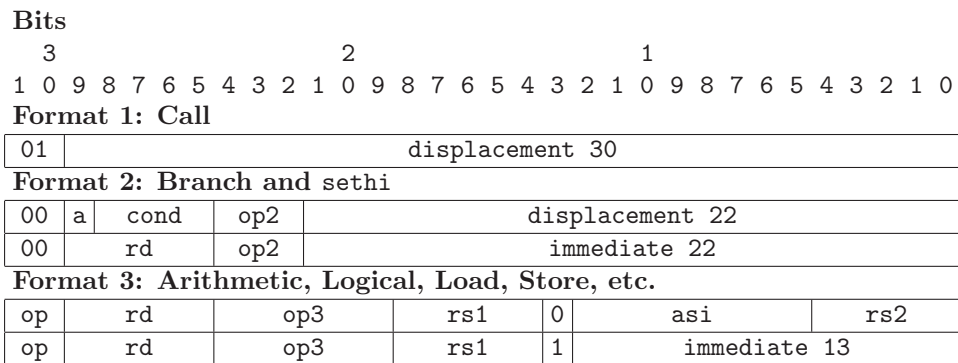 Bits
3 2 1
1 0 9 8 7 6 5 4 3 2 1 0 9 8 7 6 5 4 3 2 1 0 9 8 7 6 5 4 3 2 1 0
Format 1: Call
01 displacement 30
Format 2: Branch and sethi
00 a cond op2 displacement 22
00 rd op2 immediate 22
Format 3: Arithmetic, Logical, Load, Store, etc.
op rd op3 rs1 0 asi rs2
op rd op3 rs1 1 immediate 13